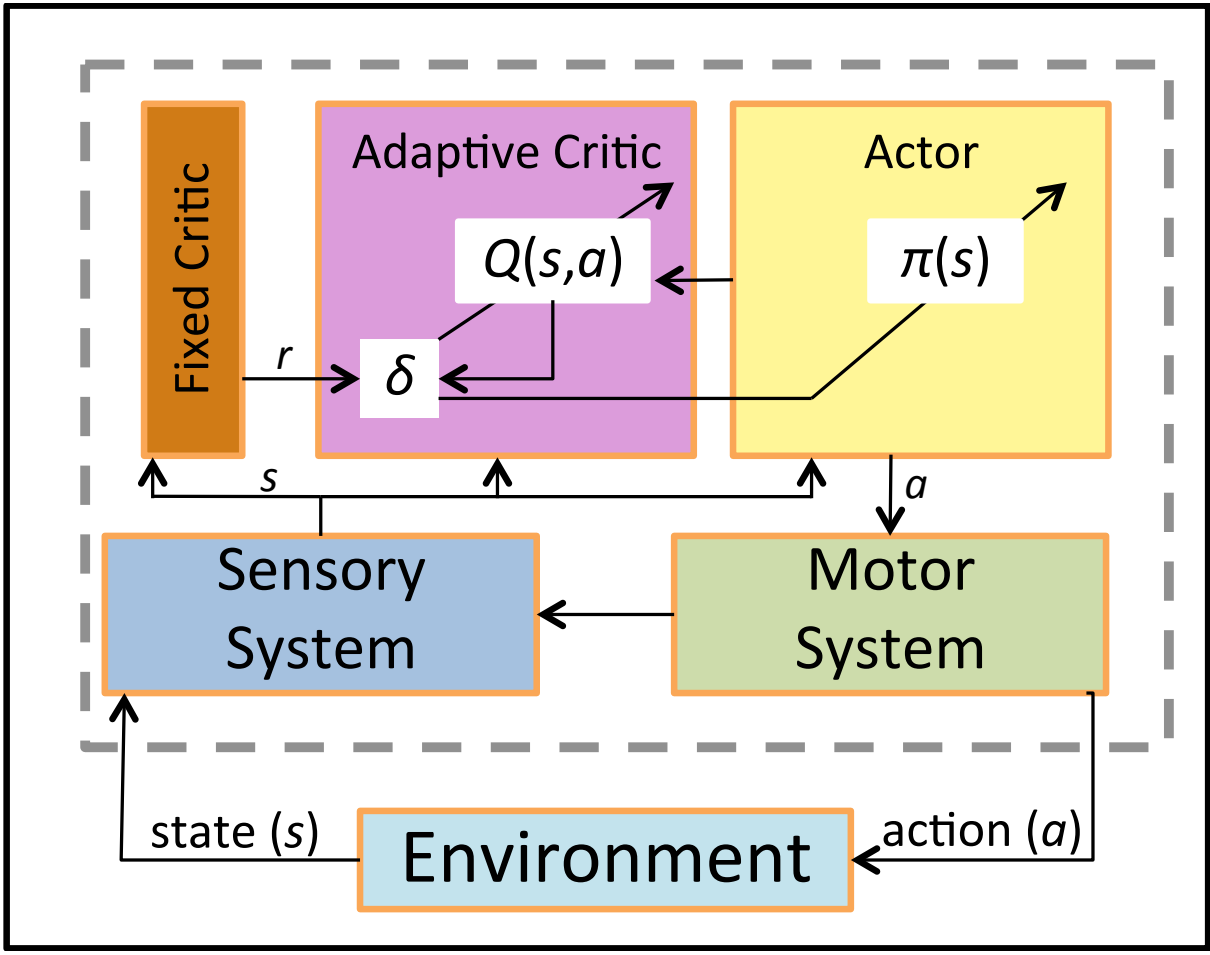 Fixed Critic
Adaptive Critic
Q(s,a)
δ
r
Actor
π(s)
s
a
Sensory
System
Motor
System
state (s)
Environment
action (a)